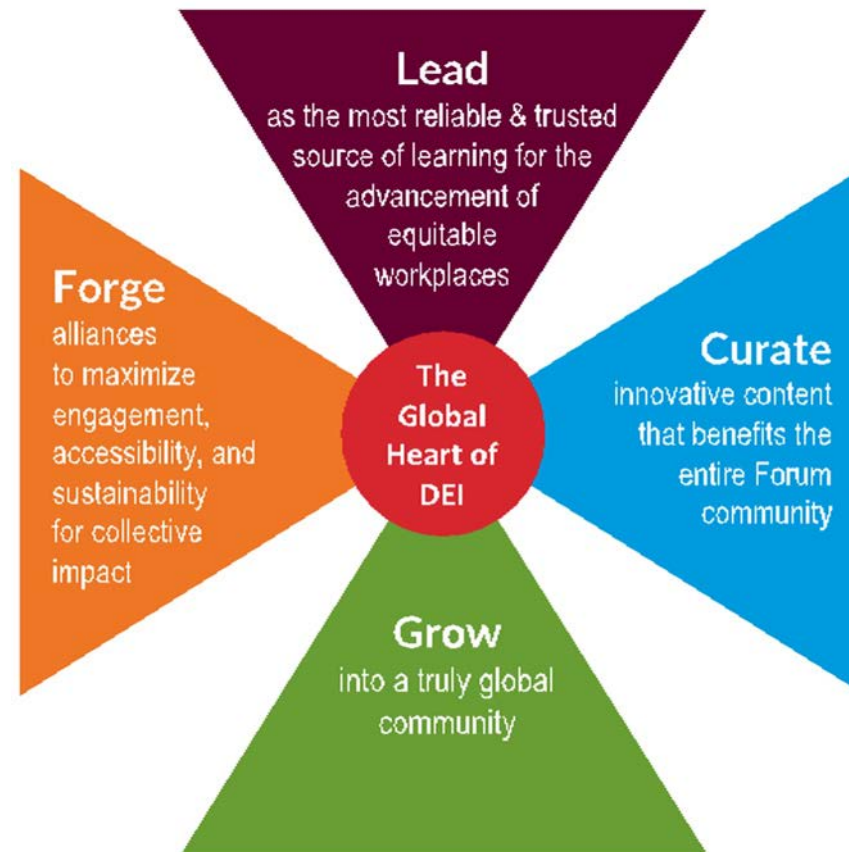 Lead
as the most reliable & trusted
source of learning for the
advancement of
equitable
workplaces
Forge
alliances
to maximize
engagement,
accessibility, and
sustainability
for collective
impact
The
Global
Heart of
DEI
Curate
innovative content
that benefits the
entire Forum
community
Grow
into a truly global
community